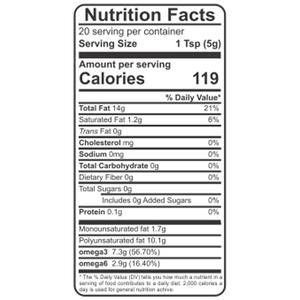 Nutrition Facts
20 serving per container
Serving Size 1 Tsp (5g)
Amount per serving
Calories 119
% Daily Value*
Total Fat 14g 21%
Saturated Fat 1.2g 6%
Trans Fat 0g
Cholesterol mg 0%
Sodium 0mg 0%
Total Carbohydrate 0g 0%
Dietary Fiber 0g 0%
Total Sugars 0g
Includes 0g Added Sugars 0%
Protein 0.1g 0%
Monounsaturated fat 1.7g
Polyunsaturated fat 10.1g
omega3 7.3g (56.70%)
omega6 2.9g (16.40%)
* The % Daily Value (DV) tells you how much a nutrient in a
serving of food contributes to a daily diet. 2,000 calories a
day is used for general nutrition active.